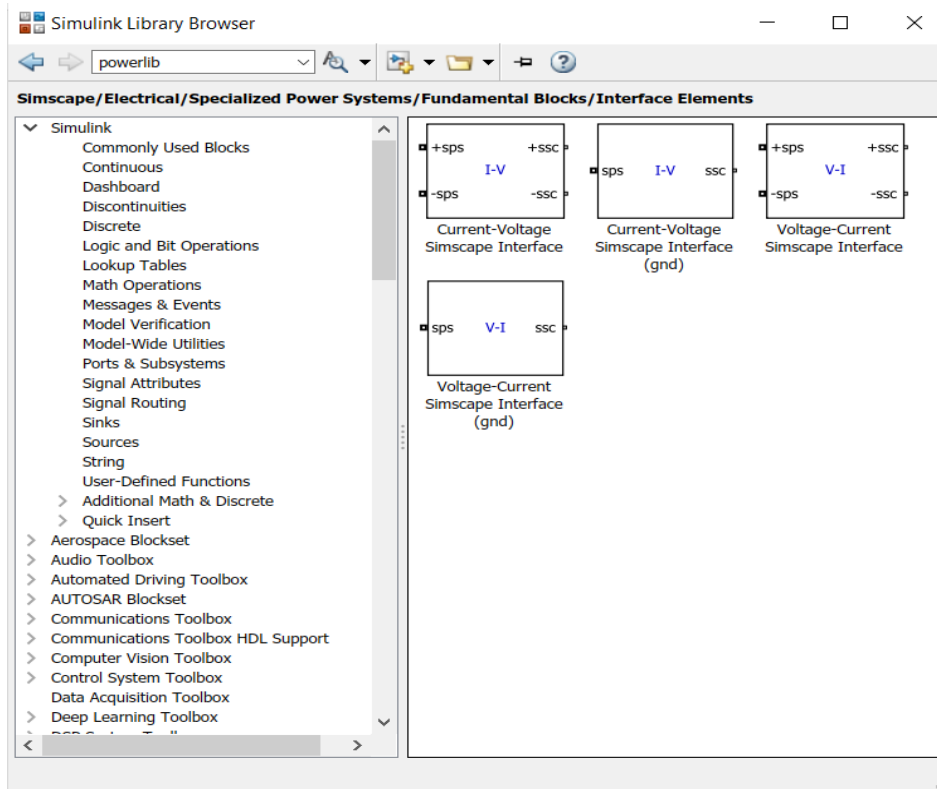 Simulink Library Browser
powerlib
Simscape/Electrical/Specialized Power Systems/Fundamental Blocks/Interface Elements
Simulink
Commonly Used Blocks
Continuous
Dashboard
Discontinuities
Discrete
Logic and Bit Operations
Lookup Tables
Math Operations
Messages & Events
Model Verification
Model-Wide Utilities
Ports & Subsystems
Signal Attributes
Signal Routing
Sinks
Sources
String
User-Defined Functions
Additional Math & Discrete
Quick Insert
Aerospace Blockset
Audio Toolbox
Automated Driving Toolbox
AUTOSAR Blockset
Communications Toolbox
Communications Toolbox HDL Support
Computer Vision Toolbox
Control System Toolbox
Data Acquisition Toolbox
Deep Learning Toolbox
+sps +ssc
I-V
-sps -ssc
Current-Voltage
Simscape Interface
sps I-V ssc
Current-Voltage
Simscape Interface
(gnd)
+sps +ssc
V-I
-sps -ssc
Voltage-Current
Simscape Interface
sps V-I ssc
Voltage-Current
Simscape Interface
(gnd)